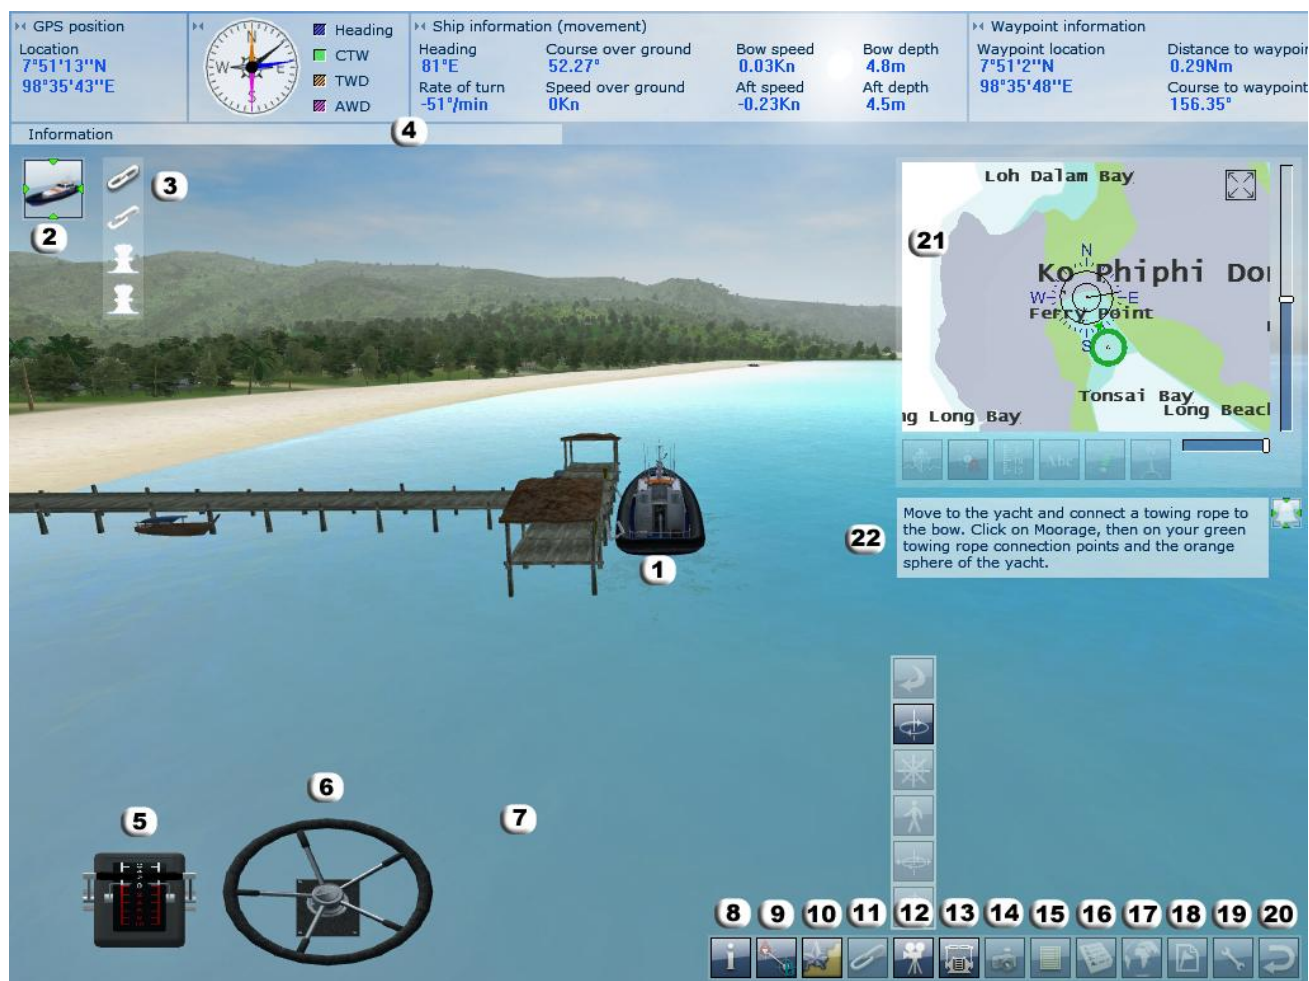 GPS position
Location
7°51'13"N
98°35'43"E
N
W
E
S
Heading
CTW
TWD
AWD
Ship information (movement)
Heading
81°E
Course over ground
52.27°
Bow speed
0.03Kn
Bow depth
4.8m
Rate of turn
-51°/min
Speed over ground
0Kn
Aft speed
-0.23Kn
Aft depth
4.5m
Waypoint information
Waypoint location
7°51'2"N
98°35'48"E
Distance to waypoi
0.29Nm
Course to waypoint
156.35°
Information
4
2
3
21
Loh Dalam Bay
N
Ko Phiphi Do
W
E
Ferry Point
S
Tonsai Bay
ng Long Bay
Long Beac
Abc
22
Move to the yacht and connect a towing rope to
the bow. Click on Moorage, then on your green
towing rope connection points and the orange
sphere of the yacht.
1
5
6
7
8
9
10
11
12
13
14
15
16
17
18
19
20
i